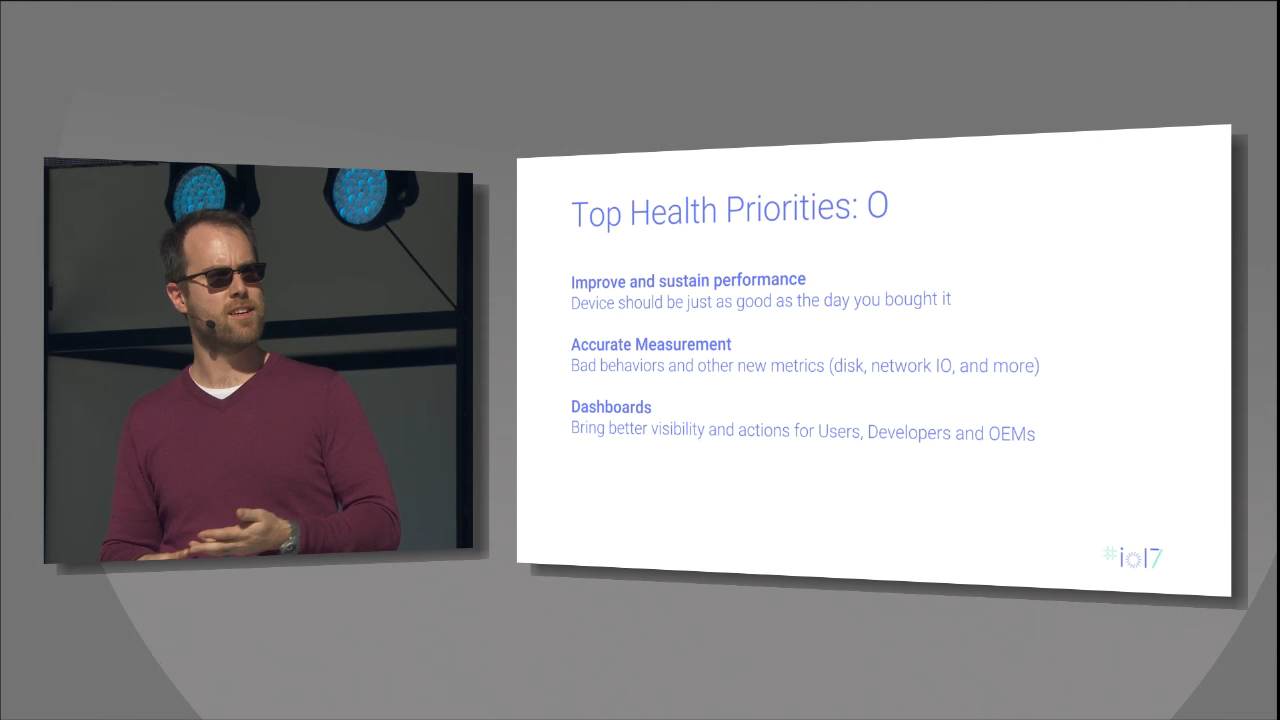 Top Health Priorities: O
Improve and sustain performance
Device should be just as good as the day you bought it
Accurate Measurement
Bad behaviors and other new metrics (disk, network IO, and more)
Dashboards
Bring better visibility and actions for Users, Developers and OEMs
#io17